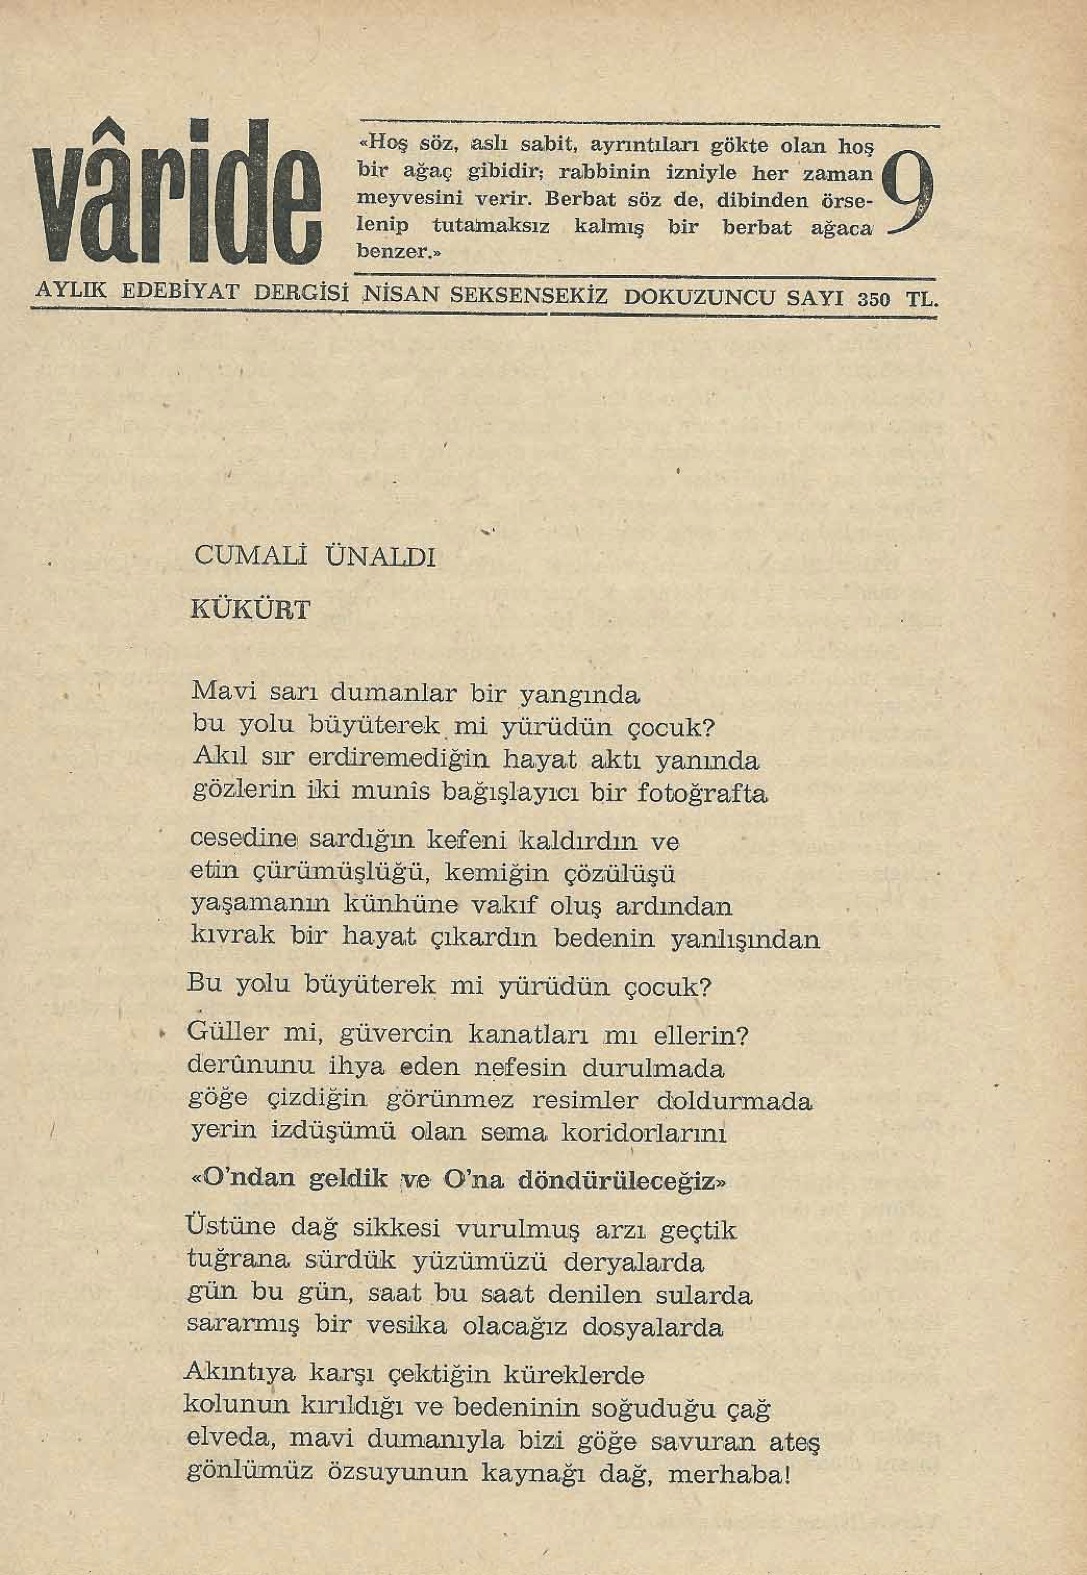 vâride
«Hoş söz, aslı sabit, ayrıntıları gökte olan hoş
bir ağaç gibidir; rabbinin izniyle her zaman
meyvesini verir. Berbat söz de, dibinden örse-
lenip tutamaksız kalmış bir berbat ağaca
benzer.»
9
AYLIK EDEBİYAT DERGİSİ NİSAN SEKSENSEKİZ DOKUZUNCU SAYI 350 TL.
CUMALİ ÜNALDI
KÜKÜRT
Mavi sarı dumanlar bir yangında
bu yolu büyüterek mi yürüdün çocuk?
Akıl sır erdiremediğin hayat aktı yanında
gözlerin iki munîs bağışlayıcı bir fotoğrafta
cesedine sardığın kefeni kaldırdın ve
etin çürümüşlüğü, kemiğin çözülüşü
yaşamanın künhüne vakıf oluş ardından
kıvrak bir hayat çıkardın bedenin yanlışından
Bu yolu büyüterek mi yürüdün çocuk?
Güller mi, güvercin kanatları mı ellerin?
derûnunu ihya eden nefesin durulmada
göğe çizdiğin görünmez resimler doldurmada
yerin izdüşümü olan sema koridorlarını
«O'ndan geldik ve O'na döndürüleceğiz»
Üstüne dağ sikkesi vurulmuş arzı geçtik
tuğrana sürdük yüzümüzü deryalarda
gün bu gün, saat bu saat denilen sularda
sararmış bir vesika olacağız dosyalarda
Akıntıya karşı çektiğin küreklerde
kolunun kırıldığı ve bedeninin soğuduğu çağ
elveda, mavi dumanıyla bizi göğe savuran ateş
gönlümüz özsuyunun kaynağı dağ, merhaba!